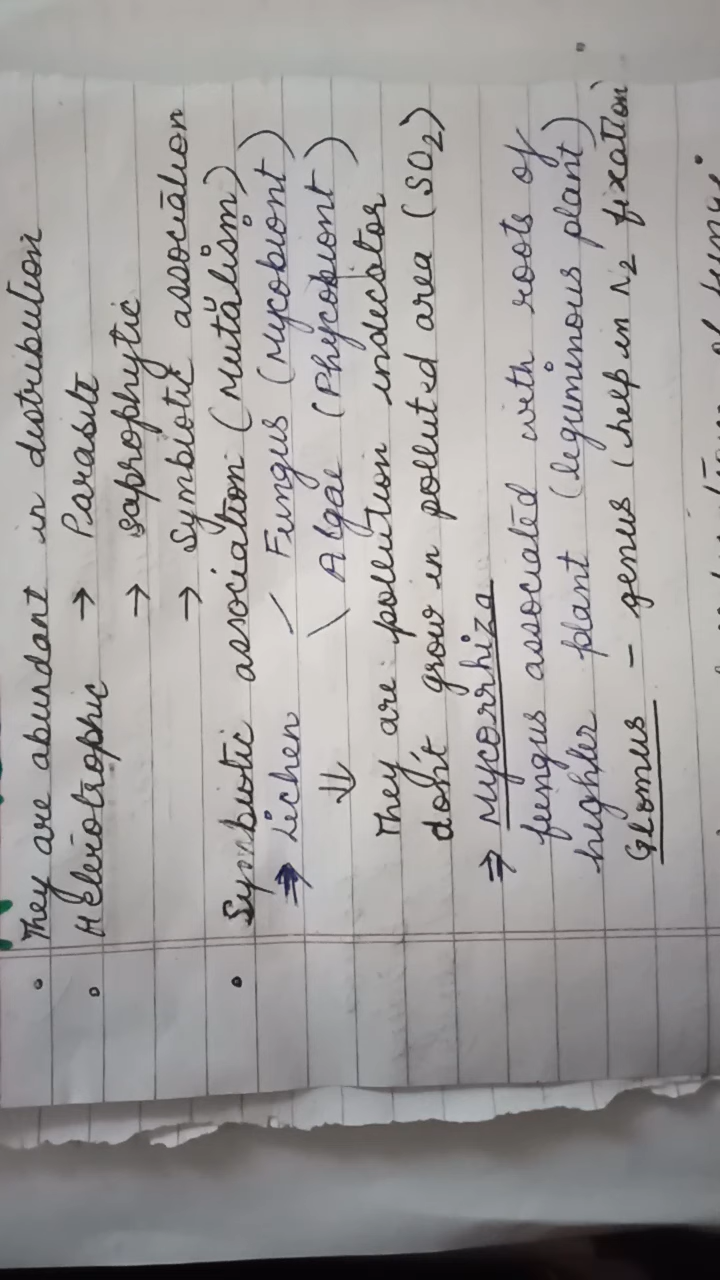 • They are abundant in distribution
• Heterotrophic → Parasite
→ saprophytic
→ Symbiotic association
• Symbiotic association (Mutalism)
⇒ Lichen / Fungus (Mycobiont)
\ Algae (Phycobiont)
⇓
They are pollution indicator
don't grow in polluted area (SO2)
⇒ Mycorrhiza
fungus associated with roots of
higher plant (leguminous plant)
Glomus - genus (help in N2 fixation)
of fungi